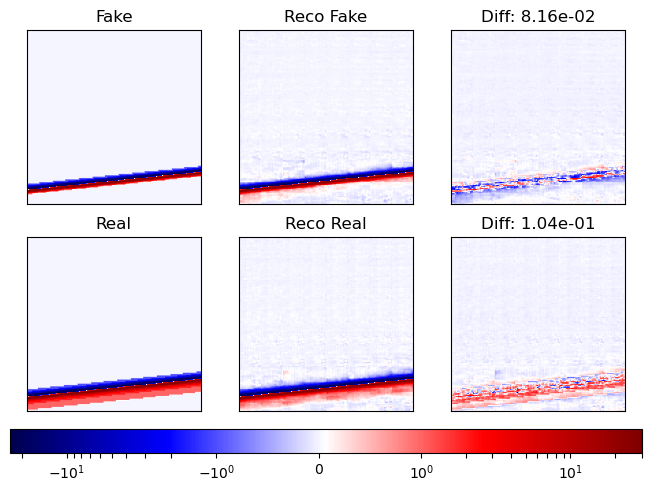 Fake Reco Fake Diff: 8.16e-02
Real Reco Real Diff: 1.04e-01
−10¹ −10⁰ 0 10⁰ 10¹